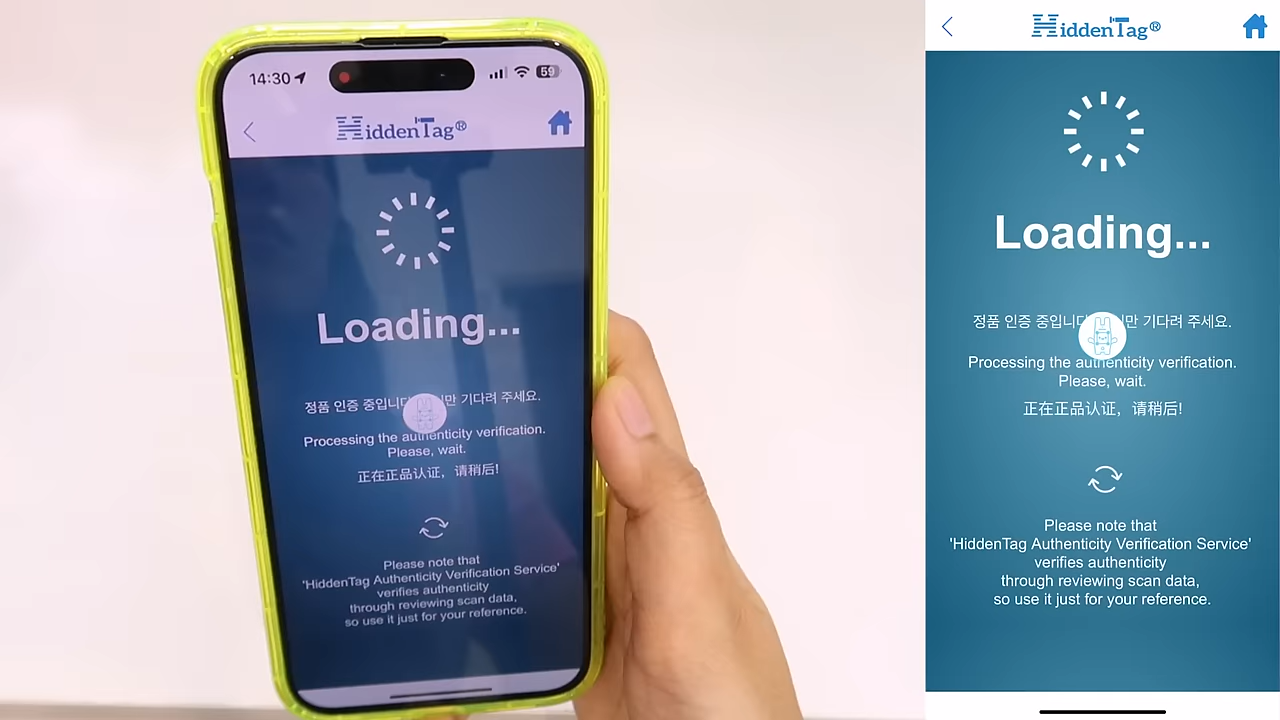 14:30
59
HiddenTag®
Loading...
정품 인증 중입니다 만 기다려 주세요.
Processing the authenticity verification.
Please, wait.
正在正品认证，请稍后!
Please note that
'HiddenTag Authenticity Verification Service'
verifies authenticity
through reviewing scan data,
so use it just for your reference.
HiddenTag®
Loading...
정품 인증 중입니다 만 기다려 주세요.
Processing the authenticity verification.
Please, wait.
正在正品认证，请稍后!
Please note that
'HiddenTag Authenticity Verification Service'
verifies authenticity
through reviewing scan data,
so use it just for your reference.